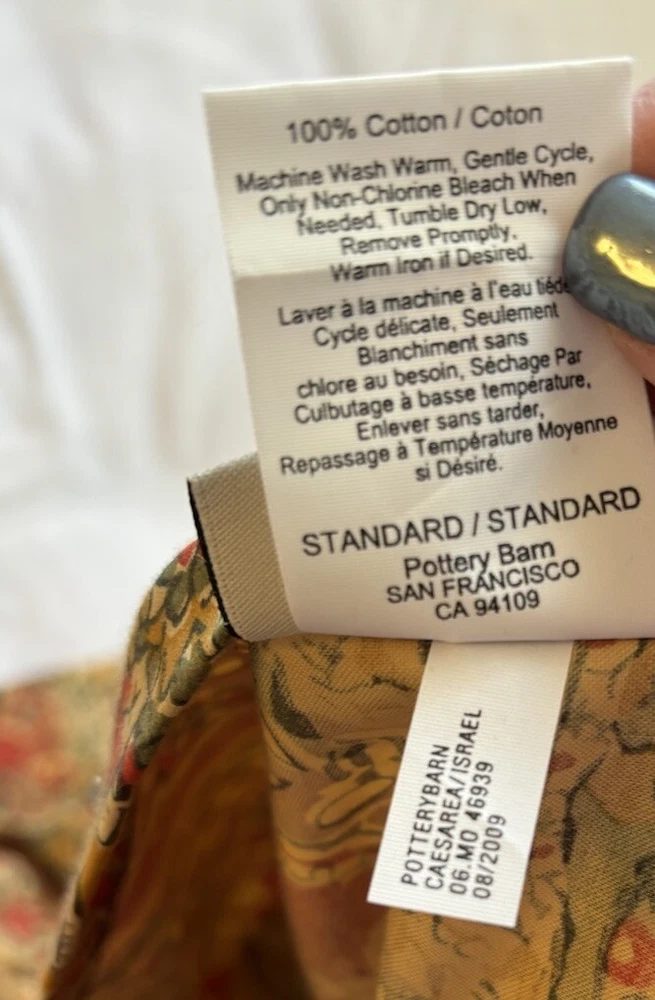 100% Cotton / Coton
Machine Wash Warm, Gentle Cycle,
Only Non-Chlorine Bleach When
Needed, Tumble Dry Low,
Remove Promptly.
Warm Iron if Desired.
Laver à la machine à l'eau tiéde
Cycle délicate, Seulement
Blanchiment sans
chlore au besoin, Séchage Par
Culbutage à basse température,
Enlever sans tarder,
Repassage à Température Moyenne
si Désiré.
STANDARD / STANDARD
Pottery Barn
SAN FRANCISCO
CA 94109
POTTERYBARN
CAESAREA/ISRAEL
06.MO 46939
08/2009